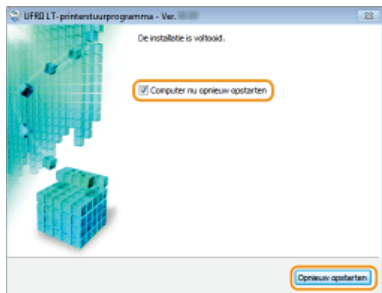 UFRII LT-printerstuurprogramma - Ver.
De installatie is voltooid.
Computer nu opnieuw opstarten
Opnieuw opstarten